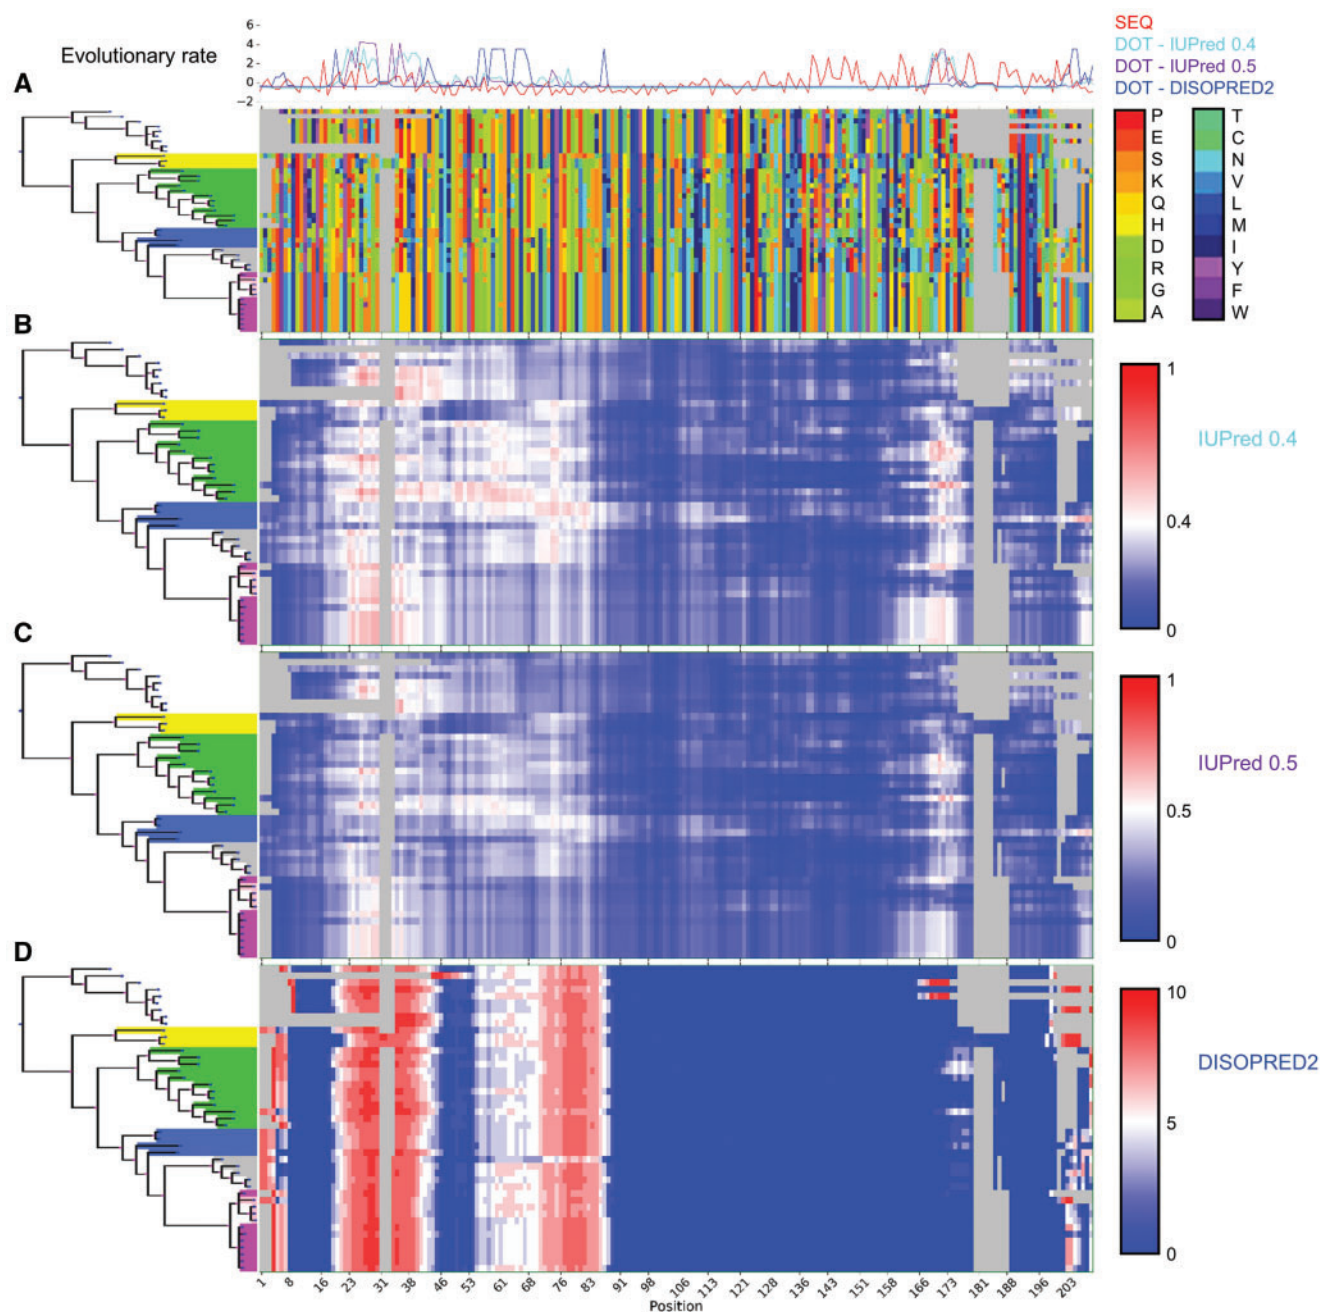 Evolutionary rate
6
4
2
0
−2
SEQ
DOT - IUPred 0.4
DOT - IUPred 0.5
DOT - DISOPRED2
A
P T
E C
S N
K V
Q L
H M
D I
R Y
G F
A W
B
1
IUPred 0.4
0.4
0
C
1
IUPred 0.5
0.5
0
D
10
DISOPRED2
5
0
1 8 16 23 31 38 46 53 61 68 76 83 91 98 106 113 121 128 136 143 151 158 166 173 181 188 196 203
Position